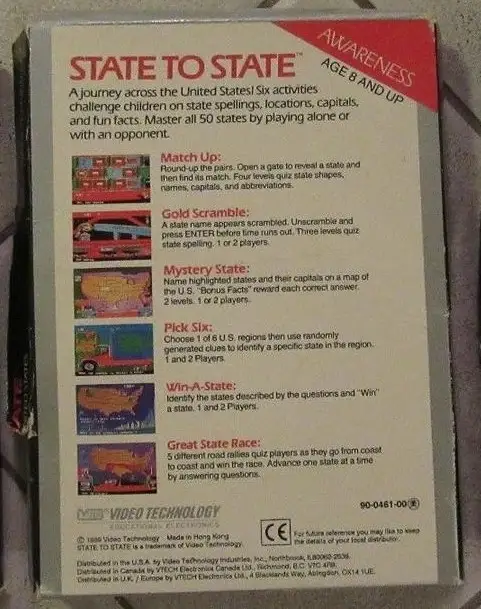 STATE TO STATE™
AWARENESS
AGE 8 AND UP
A journey across the United States! Six activities
challenge children on state spellings, locations, capitals,
and fun facts. Master all 50 states by playing alone or
with an opponent.
Match Up:
Round-up the pairs. Open a gate to reveal a state and
then find its match. Four levels quiz state shapes,
names, capitals, and abbreviations.
Gold Scramble:
A state name appears scrambled. Unscramble and
press ENTER before time runs out. Three levels quiz
state spelling. 1 or 2 players.
Mystery State:
Name highlighted states and their capitals on a map of
the U.S. "Bonus Facts" reward each correct answer.
2 levels. 1 or 2 players.
Pick Six:
Choose 1 of 6 U.S. regions then use randomly
generated clues to identify a specific state in the region.
1 and 2 Players.
Win-A-State:
Identify the states described by the questions and "Win"
a state. 1 and 2 Players.
Great State Race:
5 different road rallies quiz players as they go from coast
to coast and win the race. Advance one state at a time
by answering questions.
VIDEO TECHNOLOGY
EDUCATIONAL ELECTRONICS
90-0461-00
© 1998 Video Technology Made in Hong Kong
STATE TO STATE is a trademark of Video Technology.
CE
For future reference you may like to keep
the details of your local distributor.
Distributed in the U.S.A. by Video Technology Industries, Inc., Northbrook, IL60062-2536.
Distributed in Canada by VTECH Electronics Canada Ltd., Richmond, B.C. V7C 4R9.
Distributed in U.K. / Europe by VTECH Electronics Ltd., 4 Blacklands Way, Abingdon, OX14 1UE.